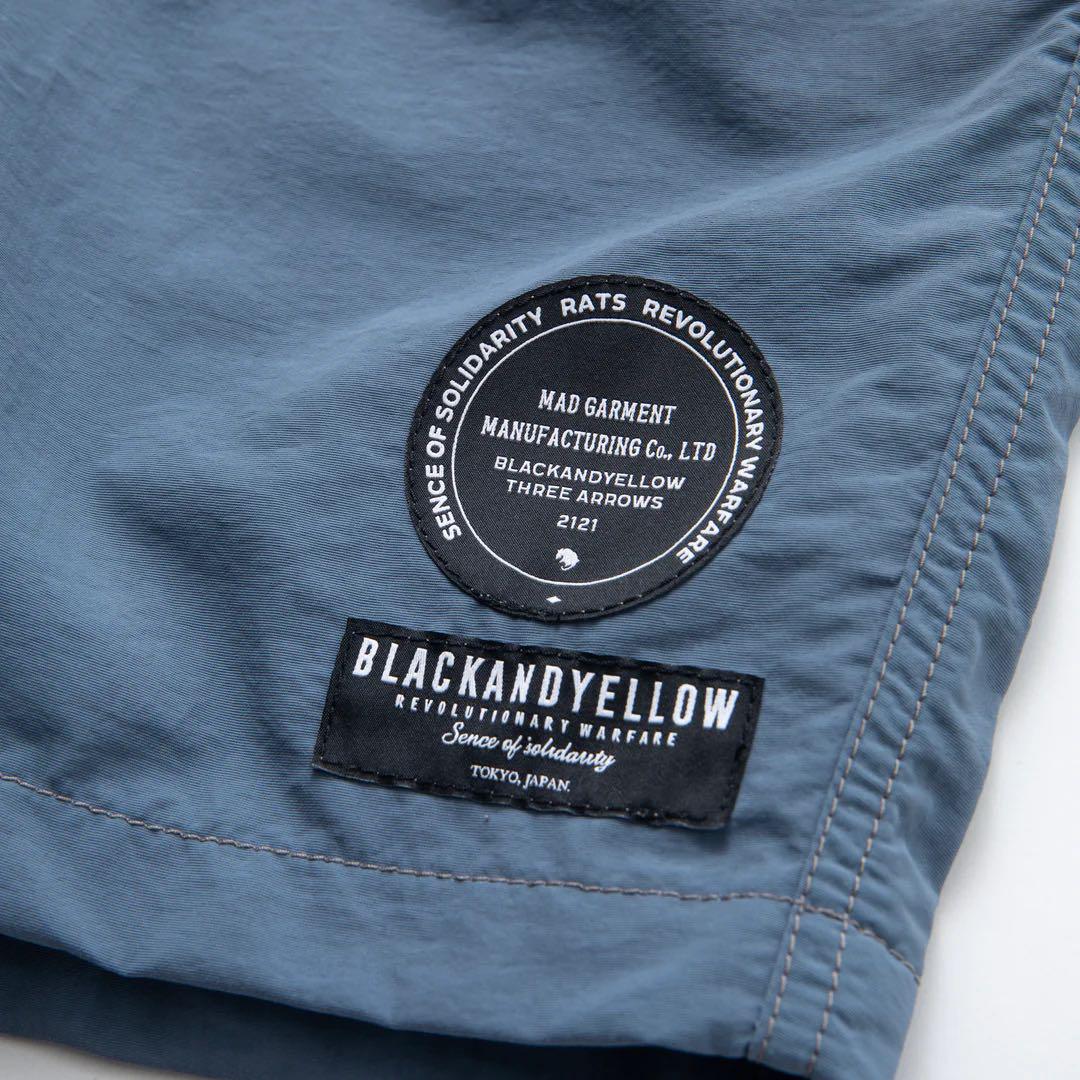 SENCE OF SOLIDARITY RATS REVOLUTIONARY WARFARE
MAD GARMENT
MANUFACTURING Co., LTD
BLACKANDYELLOW
THREE ARROWS
2121
BLACKANDYELLOW
REVOLUTIONARY WARFARE
Sence of solidarity
TOKYO, JAPAN.